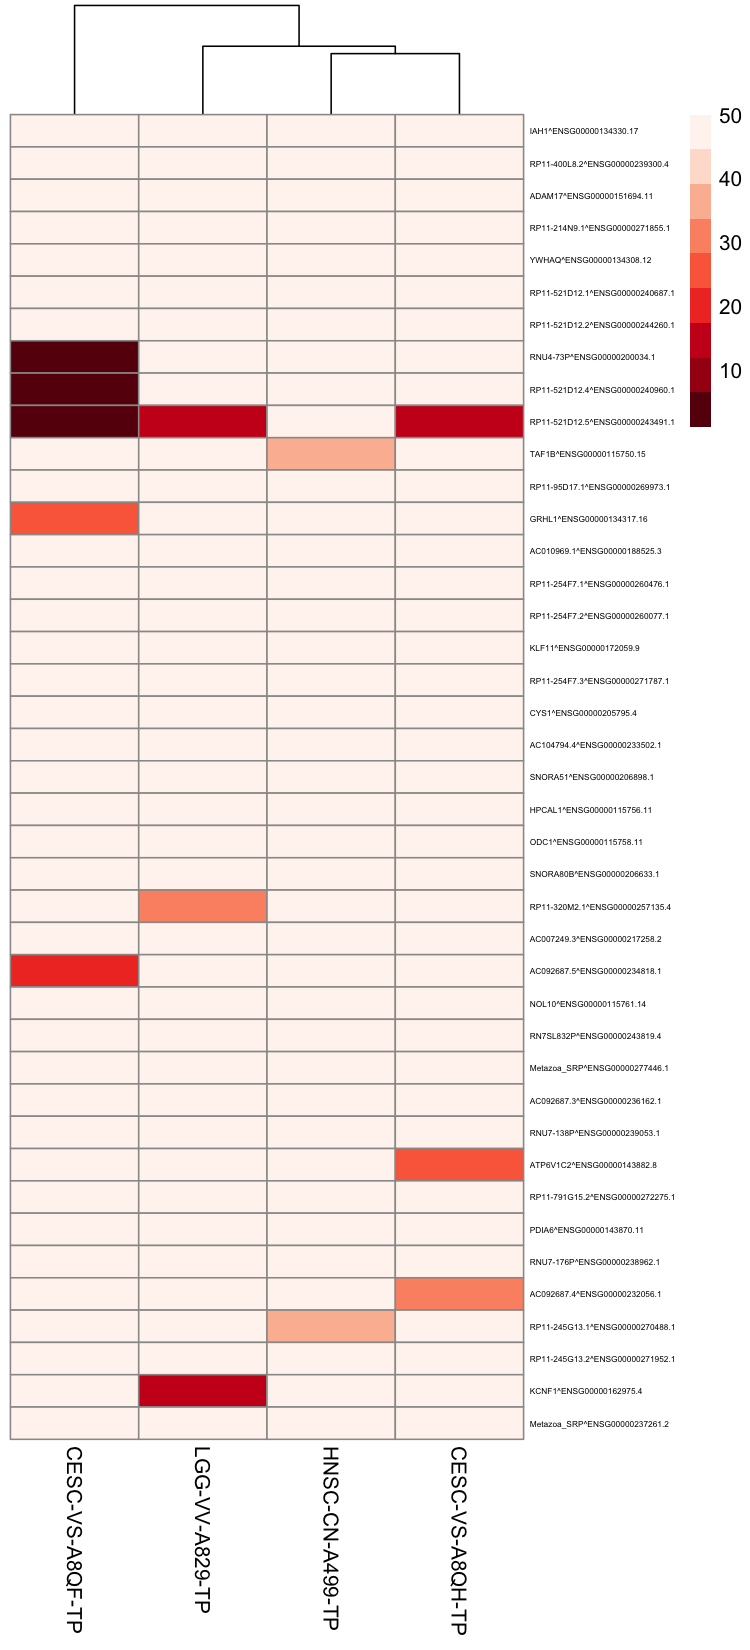 50
40
30
20
10
IAH1^ENSG00000134330.17
RP11-400L8.2^ENSG00000239300.4
ADAM17^ENSG00000151694.11
RP11-214N9.1^ENSG00000271855.1
YWHAQ^ENSG00000134308.12
RP11-521D12.1^ENSG00000240687.1
RP11-521D12.2^ENSG00000244260.1
RNU4-73P^ENSG00000200034.1
RP11-521D12.4^ENSG00000240960.1
RP11-521D12.5^ENSG00000243491.1
TAF1B^ENSG00000115750.15
RP11-95D17.1^ENSG00000269973.1
GRHL1^ENSG00000134317.16
AC010969.1^ENSG00000188525.3
RP11-254F7.1^ENSG00000260476.1
RP11-254F7.2^ENSG00000260077.1
KLF11^ENSG00000172059.9
RP11-254F7.3^ENSG00000271787.1
CYS1^ENSG00000205795.4
AC104794.4^ENSG00000233502.1
SNORA51^ENSG00000206898.1
HPCAL1^ENSG00000115756.11
ODC1^ENSG00000115758.11
SNORA80B^ENSG00000206633.1
RP11-320M2.1^ENSG00000257135.4
AC007249.3^ENSG00000217258.2
AC092687.5^ENSG00000234818.1
NOL10^ENSG00000115761.14
RN7SL832P^ENSG00000243819.4
Metazoa_SRP^ENSG00000277446.1
AC092687.3^ENSG00000236162.1
RNU7-138P^ENSG00000239053.1
ATP6V1C2^ENSG00000143882.8
RP11-791G15.2^ENSG00000272275.1
PDIA6^ENSG00000143870.11
RNU7-176P^ENSG00000238962.1
AC092687.4^ENSG00000232056.1
RP11-245G13.1^ENSG00000270488.1
RP11-245G13.2^ENSG00000271952.1
KCNF1^ENSG00000162975.4
Metazoa_SRP^ENSG00000237261.2
CESC-VS-A8QF-TP
LGG-VV-A829-TP
HNSC-CN-A499-TP
CESC-VS-A8QH-TP